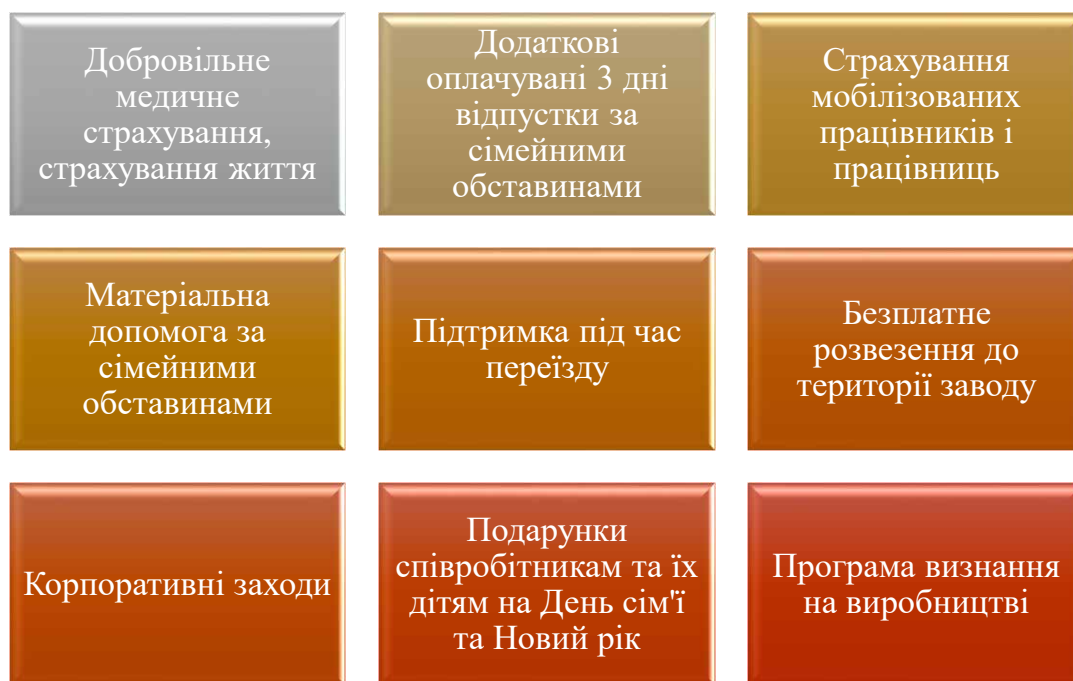 Добровільне
медичне
страхування,
страхування життя
Додаткові
оплачувані 3 дні
відпустки за
сімейними
обставинами
Страхування
мобілізованих
працівників і
працівниць
Матеріальна
допомога за
сімейними
обставинами
Підтримка під час
переїзду
Безплатне
розвезення до
території заводу
Корпоративні заходи
Подарунки
співробітникам та їх
дітям на День сім'ї
та Новий рік
Програма визнання
на виробництві